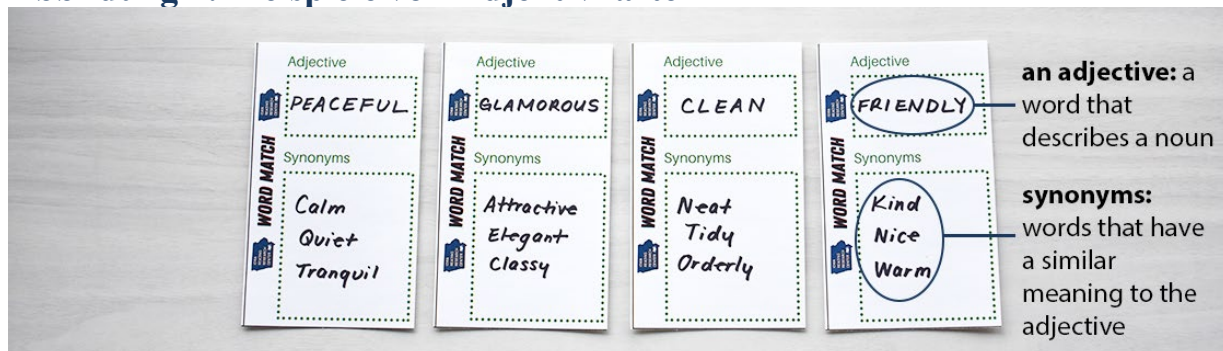 Adjective
PEACEFUL
Synonyms
Calm
Quiet
Tranquil
WORD MATCH
Adjective
GLAMOROUS
Synonyms
Attractive
Elegant
Classy
WORD MATCH
Adjective
CLEAN
Synonyms
Neat
Tidy
Orderly
WORD MATCH
Adjective
FRIENDLY
Synonyms
Kind
Nice
Warm
WORD MATCH
an adjective: a
word that
describes a noun
synonyms:
words that have
a similar
meaning to the
adjective